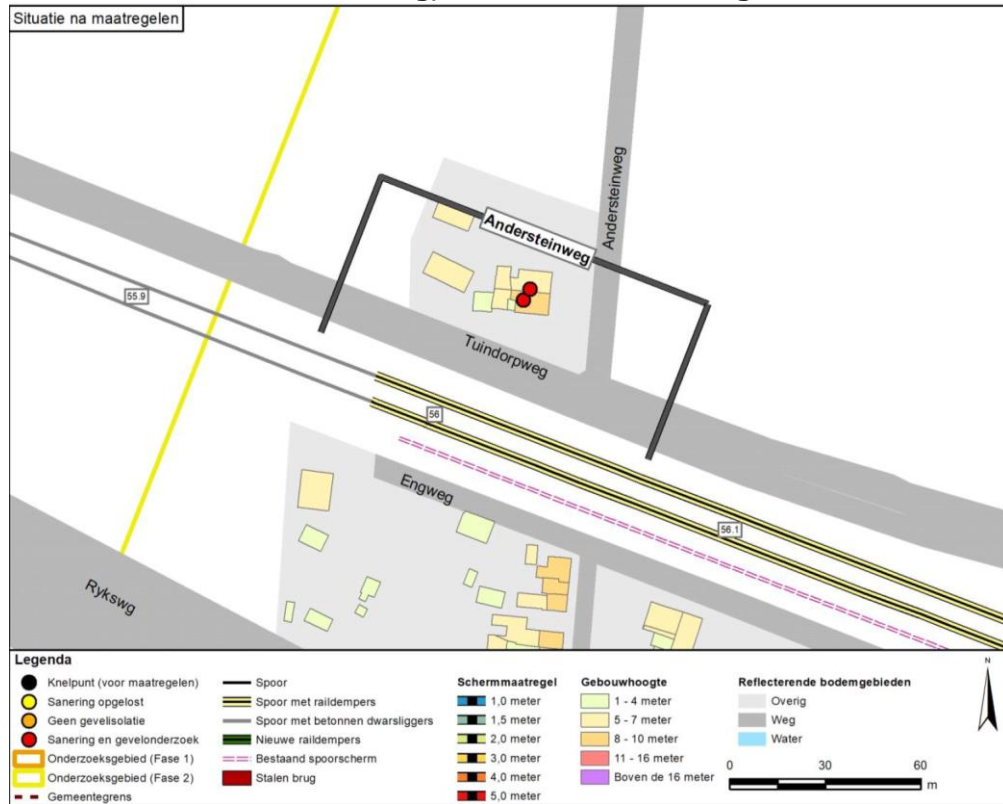 Situatie na maatregelen
Andersteinweg
Andersteinweg
55.9
Tuindorpweg
56
Engweg
56.1
Rykswg
Legenda
Knelpunt (voor maatregelen)
Sanering opgelost
Geen gevelisolatie
Sanering en gevelonderzoek
Onderzoeksgebied (Fase 1)
Onderzoeksgebied (Fase 2)
Gemeentegrens
Spoor
Spoor met raildempers
Spoor met betonnen dwarsliggers
Nieuwe raildempers
Bestaand spoorscherm
Stalen brug
Schermmaatregel
1,0 meter
1,5 meter
2,0 meter
3,0 meter
4,0 meter
5,0 meter
Gebouwhoogte
1 - 4 meter
5 - 7 meter
8 - 10 meter
11 - 16 meter
Boven de 16 meter
Reflecterende bodemgebieden
Overig
Weg
Water
N
0 30 60
m